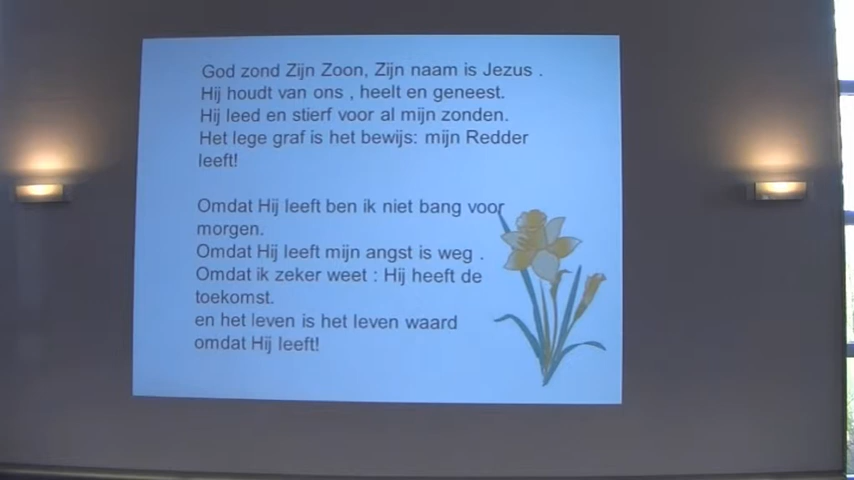 God zond Zijn Zoon, Zijn naam is Jezus .
Hij houdt van ons , heelt en geneest.
Hij leed en stierf voor al mijn zonden.
Het lege graf is het bewijs: mijn Redder
leeft!
Omdat Hij leeft ben ik niet bang voor
morgen.
Omdat Hij leeft mijn angst is weg .
Omdat ik zeker weet : Hij heeft de
toekomst.
en het leven is het leven waard
omdat Hij leeft!